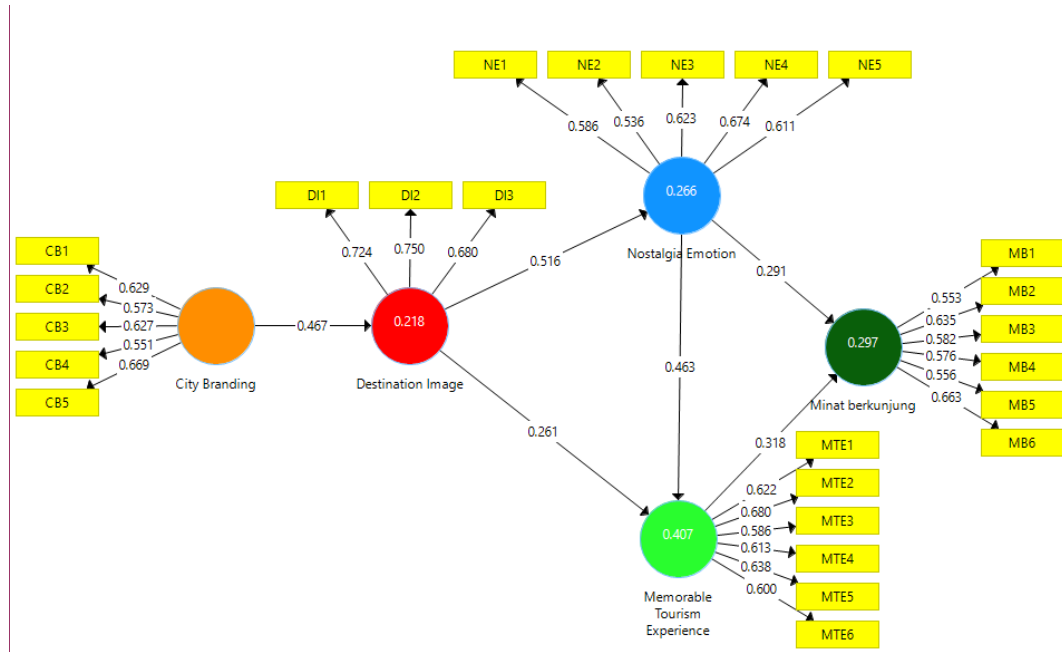 NE1
NE2
NE3
NE4
NE5
0.586
0.536
0.623
0.674
0.611
0.266
Nostalgia Emotion
DI1
DI2
DI3
0.724
0.750
0.680
0.516
0.291
CB1
CB2
CB3
CB4
CB5
0.629
0.573
0.627
0.551
0.669
City Branding
0.467
0.218
Destination Image
0.463
0.261
0.297
Minat berkunjung
MB1
MB2
MB3
MB4
MB5
MB6
0.553
0.635
0.582
0.576
0.556
0.663
0.318
0.407
Memorable
Tourism
Experience
0.622
0.680
0.586
0.613
0.638
0.600
MTE1
MTE2
MTE3
MTE4
MTE5
MTE6